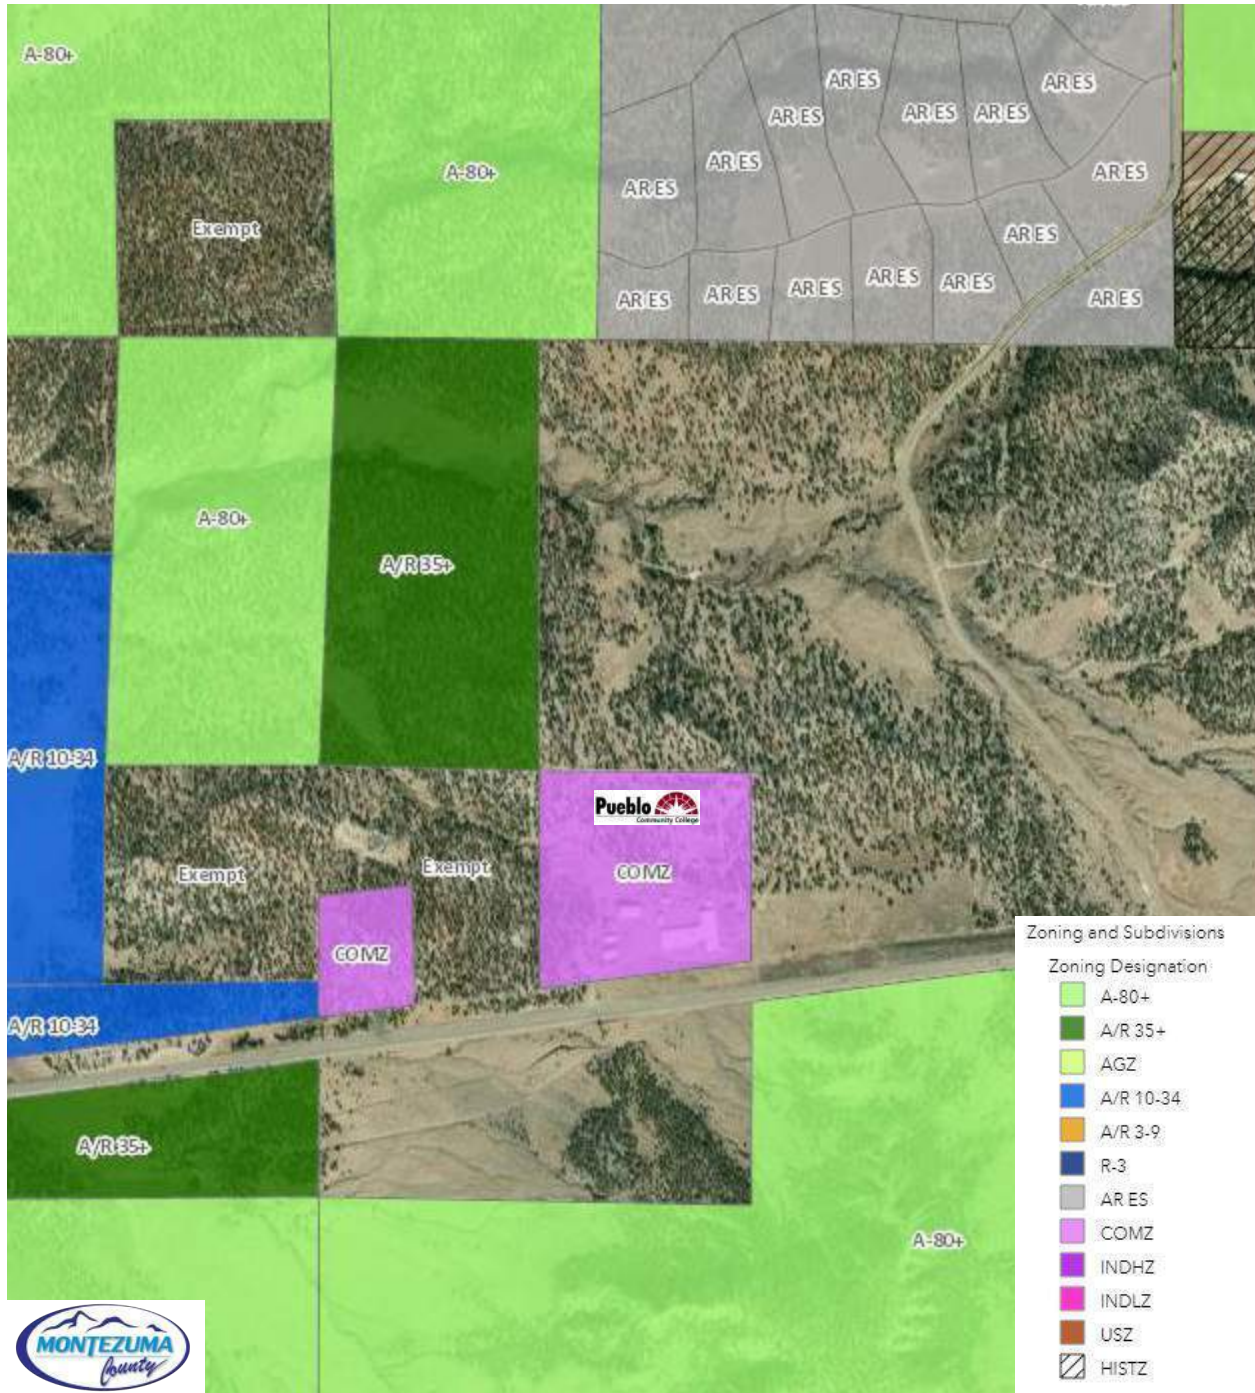 A-80+
AR ES
AR ES
AR ES
AR ES
AR ES
AR ES
A-80+
AR ES
AR ES
AR ES
Exempt
AR ES
AR ES
AR ES
AR ES
AR ES
AR ES
AR ES
A-80+
A/R 35+
A/R 10-34
Pueblo
Community College
Exempt
Exempt
COMZ
COMZ
A/R 10-34
A/R 35+
A-80+
Zoning and Subdivisions
Zoning Designation
A-80+
A/R 35+
AGZ
A/R 10-34
A/R 3-9
R-3
AR ES
COMZ
INDHZ
INDLZ
USZ
HISTZ
MONTEZUMA
County